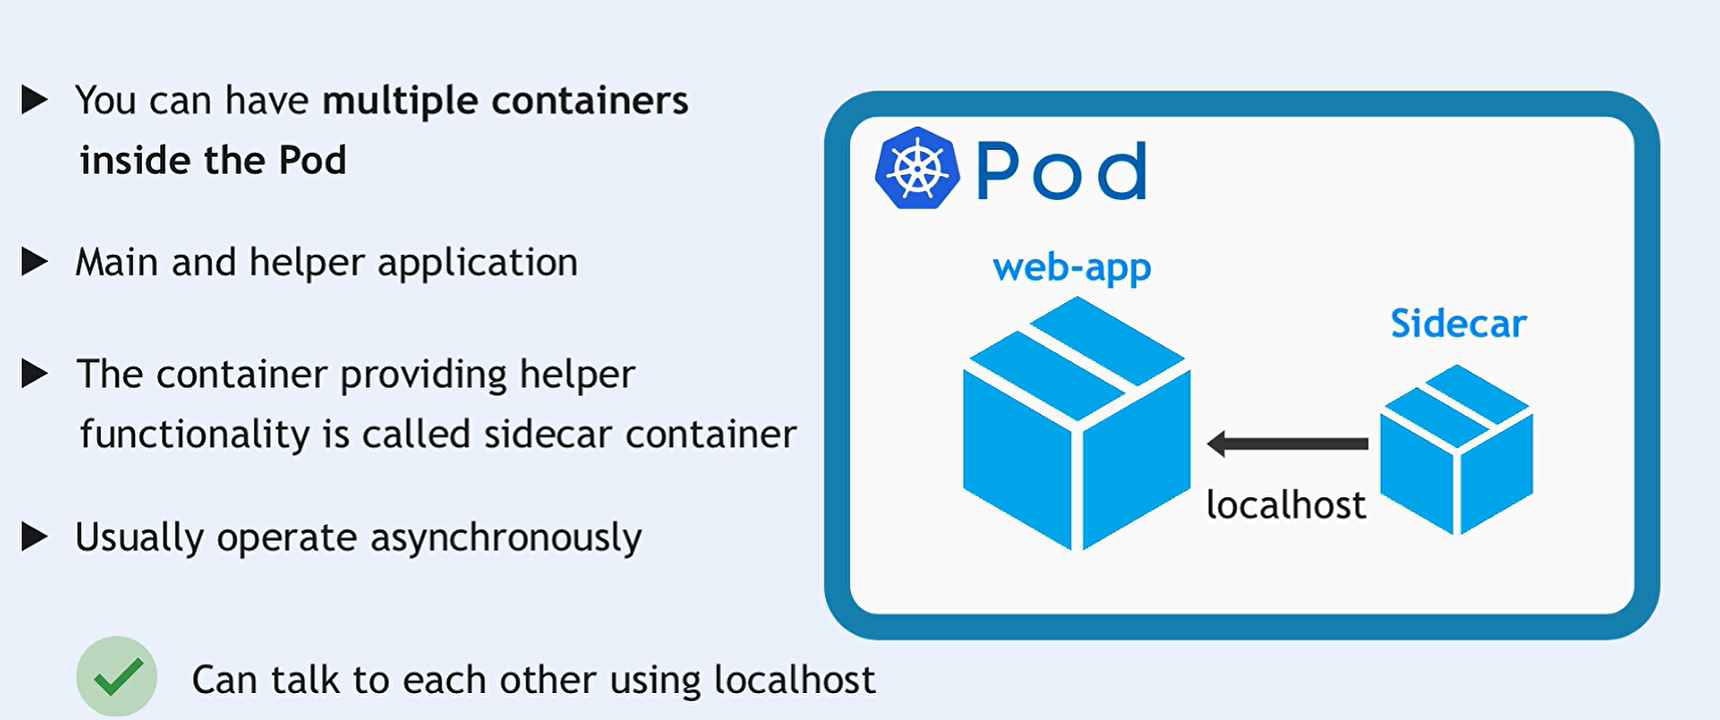 You can have multiple containers
inside the Pod
Main and helper application
The container providing helper
functionality is called sidecar container
Usually operate asynchronously
Can talk to each other using localhost
Pod
web-app
Sidecar
localhost